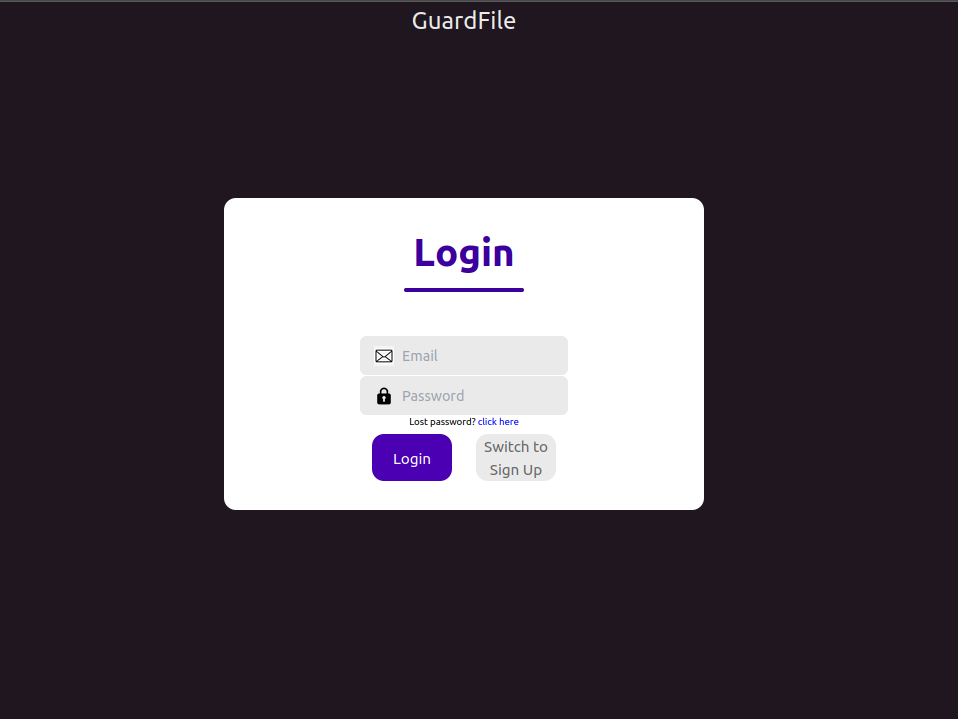 GuardFile
Login
Email
Password
Lost password? click here
Login
Switch to
Sign Up